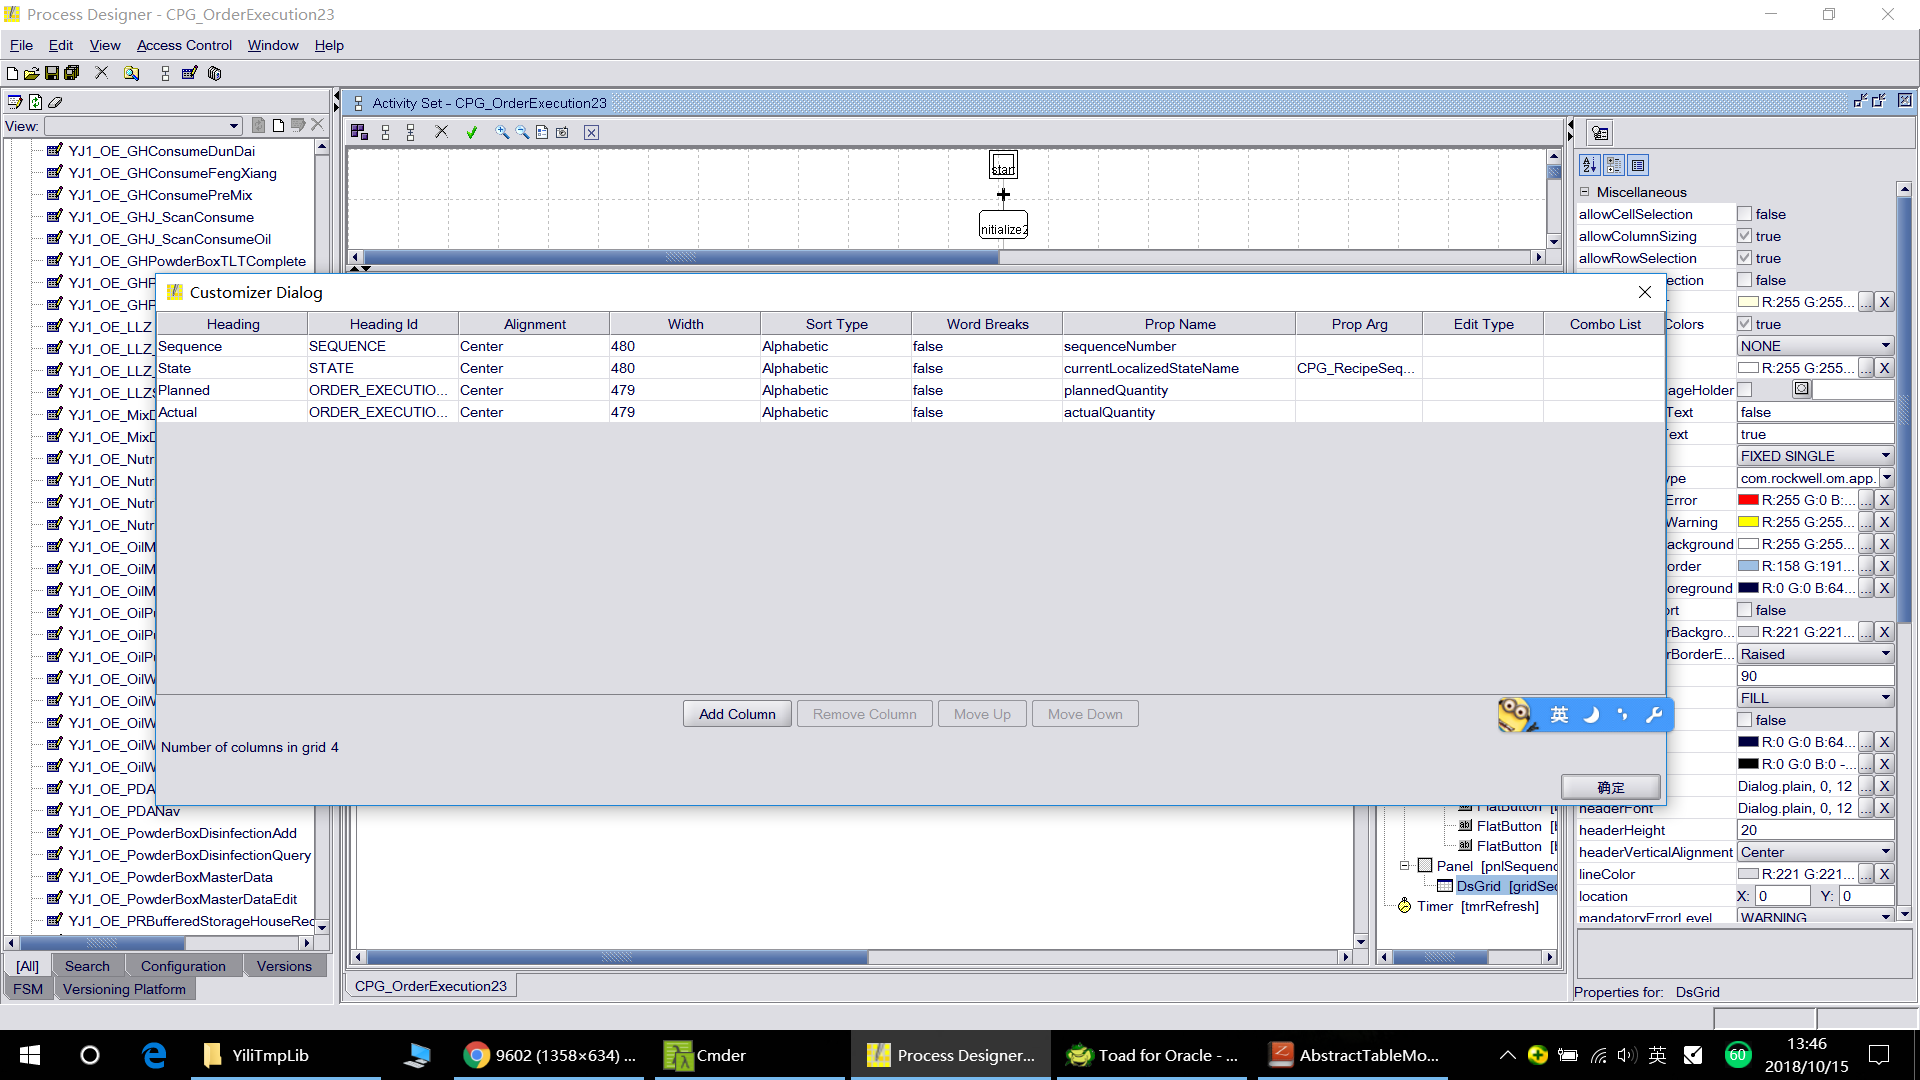 Process Designer - CPG_OrderExecution23
File Edit View Access Control Window Help
Activity Set - CPG_OrderExecution23
View:
YJ1_OE_GHConsumeDunDai
YJ1_OE_GHConsumeFengXiang
YJ1_OE_GHConsumePreMix
YJ1_OE_GHJ_ScanConsume
YJ1_OE_GHJ_ScanConsumeOil
YJ1_OE_GHPowderBoxTLTComplete
YJ1_OE_GHP
YJ1_OE_GHP
YJ1_OE_LLZ
YJ1_OE_LLZ
YJ1_OE_LLZ
YJ1_OE_LLZS
YJ1_OE_MixD
YJ1_OE_MixD
YJ1_OE_Nutr
YJ1_OE_Nutr
YJ1_OE_Nutr
YJ1_OE_Nutr
YJ1_OE_OilM
YJ1_OE_OilM
YJ1_OE_OilM
YJ1_OE_OilP
YJ1_OE_OilP
YJ1_OE_OilP
YJ1_OE_OilW
YJ1_OE_OilW
YJ1_OE_OilW
YJ1_OE_OilW
YJ1_OE_OilW
YJ1_OE_PDA
YJ1_OE_PDANav
YJ1_OE_PowderBoxDisinfectionAdd
YJ1_OE_PowderBoxDisinfectionQuery
YJ1_OE_PowderBoxMasterData
YJ1_OE_PowderBoxMasterDataEdit
YJ1_OE_PRBufferedStorageHouseRec
[All] Search Configuration Versions
FSM Versioning Platform
start
nitialize2
Customizer Dialog
Heading Heading Id Alignment Width Sort Type Word Breaks Prop Name Prop Arg Edit Type Combo List
Sequence SEQUENCE Center 480 Alphabetic false sequenceNumber
State STATE Center 480 Alphabetic false currentLocalizedStateName CPG_RecipeSeq...
Planned ORDER_EXECUTIO... Center 479 Alphabetic false plannedQuantity
Actual ORDER_EXECUTIO... Center 479 Alphabetic false actualQuantity
Add Column Remove Column Move Up Move Down
Number of columns in grid 4
英
确定
FlatButton
FlatButton [
FlatButton [
Panel [pnlSequenc
DsGrid [gridSec
Timer [tmrRefresh]
CPG_OrderExecution23
Miscellaneous
allowCellSelection false
allowColumnSizing true
allowRowSelection true
ection false
R:255 G:255... ... X
Colors true
NONE
R:255 G:255... ... X
ageHolder
Text false
ext true
FIXED SINGLE
ype com.rockwell.om.app.
Error R:255 G:0 B:... ... X
Warning R:255 G:255... ... X
ackground R:255 G:255... ... X
order R:158 G:191... ... X
oreground R:0 G:0 B:64... ... X
rt false
rBackgro... R:221 G:221... ... X
rBorderE... Raised
90
FILL
false
R:0 G:0 B:64... ... X
R:0 G:0 B:0 -... ... X
Dialog.plain, 0, 12 ... X
headerFont Dialog.plain, 0, 12 ... X
headerHeight 20
headerVerticalAlignment Center
lineColor R:221 G:221... ... X
location X: 0 Y: 0
mandatoryErrorLevel WARNING
Properties for: DsGrid
YiliTmpLib
9602 (1358×634) ...
Cmder
Process Designer...
Toad for Oracle - ...
AbstractTableMo...
英
60
13:46
2018/10/15